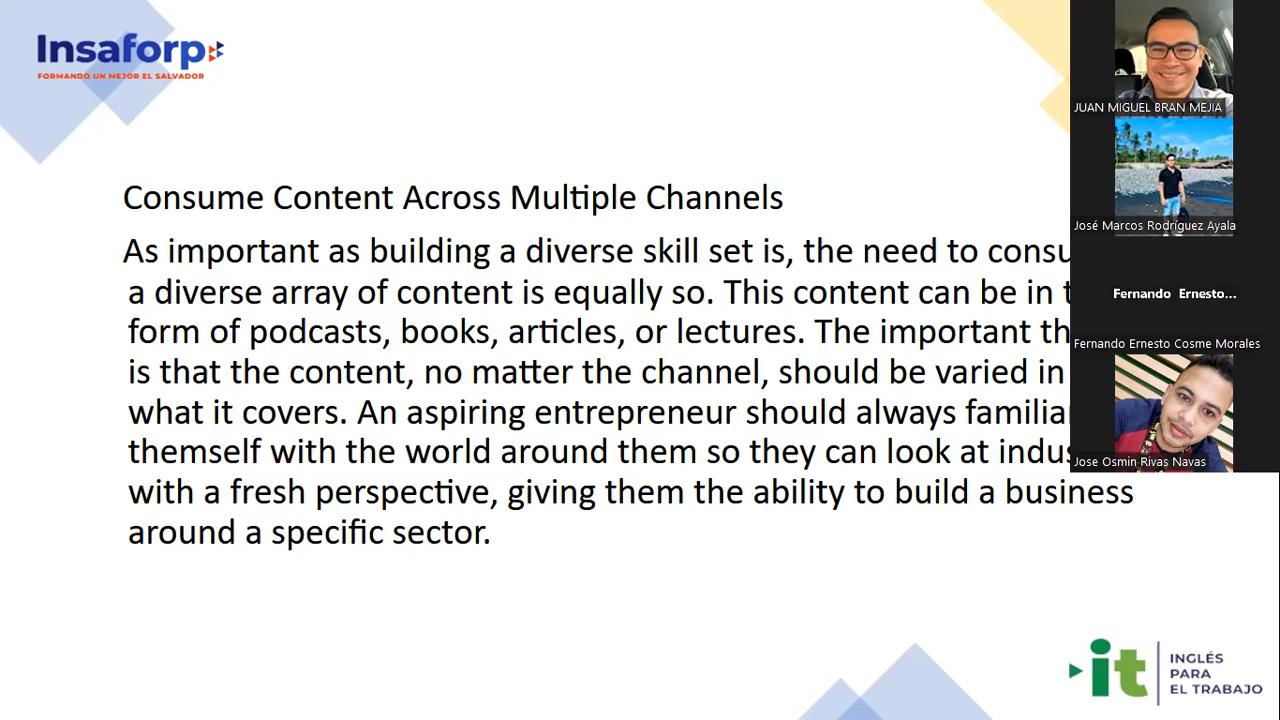 Insaforp
FORMANDO UN MEJOR EL SALVADOR
Consume Content Across Multiple Channels
As important as building a diverse skill set is, the need to
a diverse array of content is equally so. This content can be in
form of podcasts, books, articles, or lectures. The important
is that the content, no matter the channel, should be varied in
what it covers. An aspiring entrepreneur should always
themself with the world around them so they can look at
with a fresh perspective, giving them the ability to build a business
around a specific sector.
JUAN MIGUEL BRAN MEJIA
José Marcos Rodríguez Ayala
Fernando Ernesto...
Fernando Ernesto Cosme Morales
Jose Osmin Rivas Navas
it
INGLÉS
PARA
EL TRABAJO